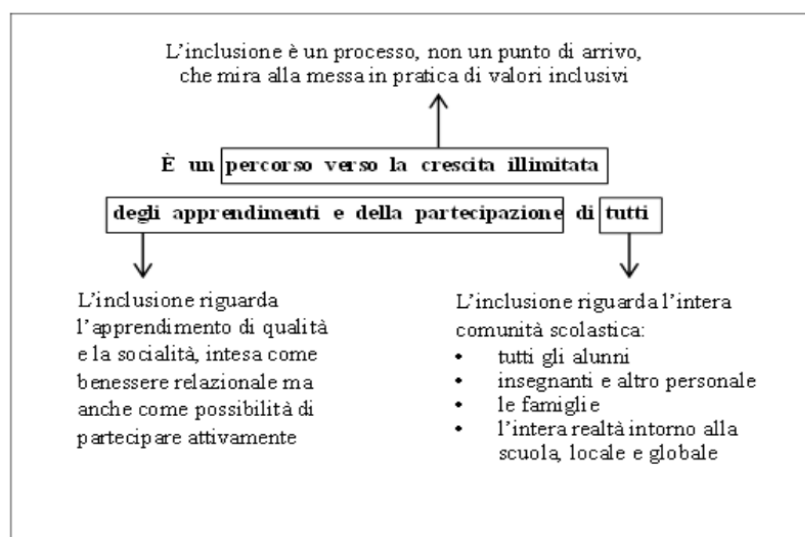 L'inclusione è un processo, non un punto di arrivo,
che mira alla messa in pratica di valori inclusivi
È un percorso verso la crescita illimitata
degli apprendimenti e della partecipazione di tutti
L'inclusione riguarda
l'apprendimento di qualità
e la socialità, intesa come
benessere relazionale ma
anche come possibilità di
partecipare attivamente
L'inclusione riguarda l'intera
comunità scolastica:
• tutti gli alunni
• insegnanti e altro personale
• le famiglie
• l'intera realtà intorno alla
scuola, locale e globale